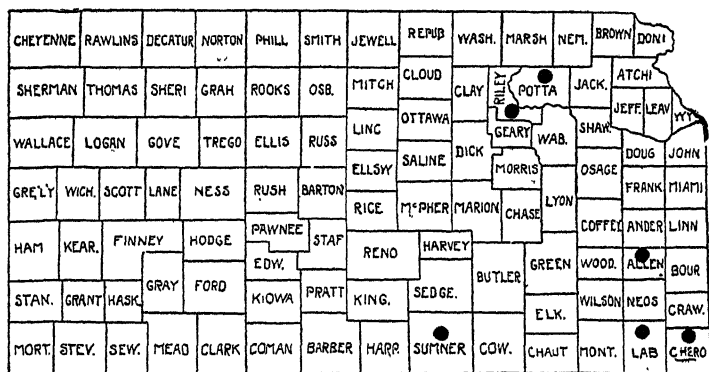 CHEYENNE RAWLINS DECATUR NORTON PHILL SMITH JEWELL REPUB WASH. MARSH NEM. BROWN DONI
SHERMAN THOMAS SHERI GRAH ROOKS OSB. MITCH CLOUD CLAY RILEY POTTA JACK. ATCHI
JEFF. LEAV WY.
WALLACE LOGAN GOVE TREGO ELLIS RUSS LINC OTTAWA DICK GEARY WAB. SHAW. DOUG JOHN
GRE'LY WICH. SCOTT LANE NESS RUSH BARTON ELLSW SALINE MORRIS OSAGE FRANK MIAMI
RICE McPHER MARION CHASE LYON COFFEE ANDER LINN
HAM KEAR. FINNEY HODGE PAWNEE STAF RENO HARVEY
EDW. BUTLER GREEN WOOD. ALLEN BOUR
STAN. GRANT HASK. GRAY FORD KIOWA PRATT KING. SEDGE. ELK. WILSON NEOS CRAW.
MORT. STEV. SEW. MEAD CLARK COMAN BARBER HARP. SUMNER COW. CHAUT MONT. LAB CHERO